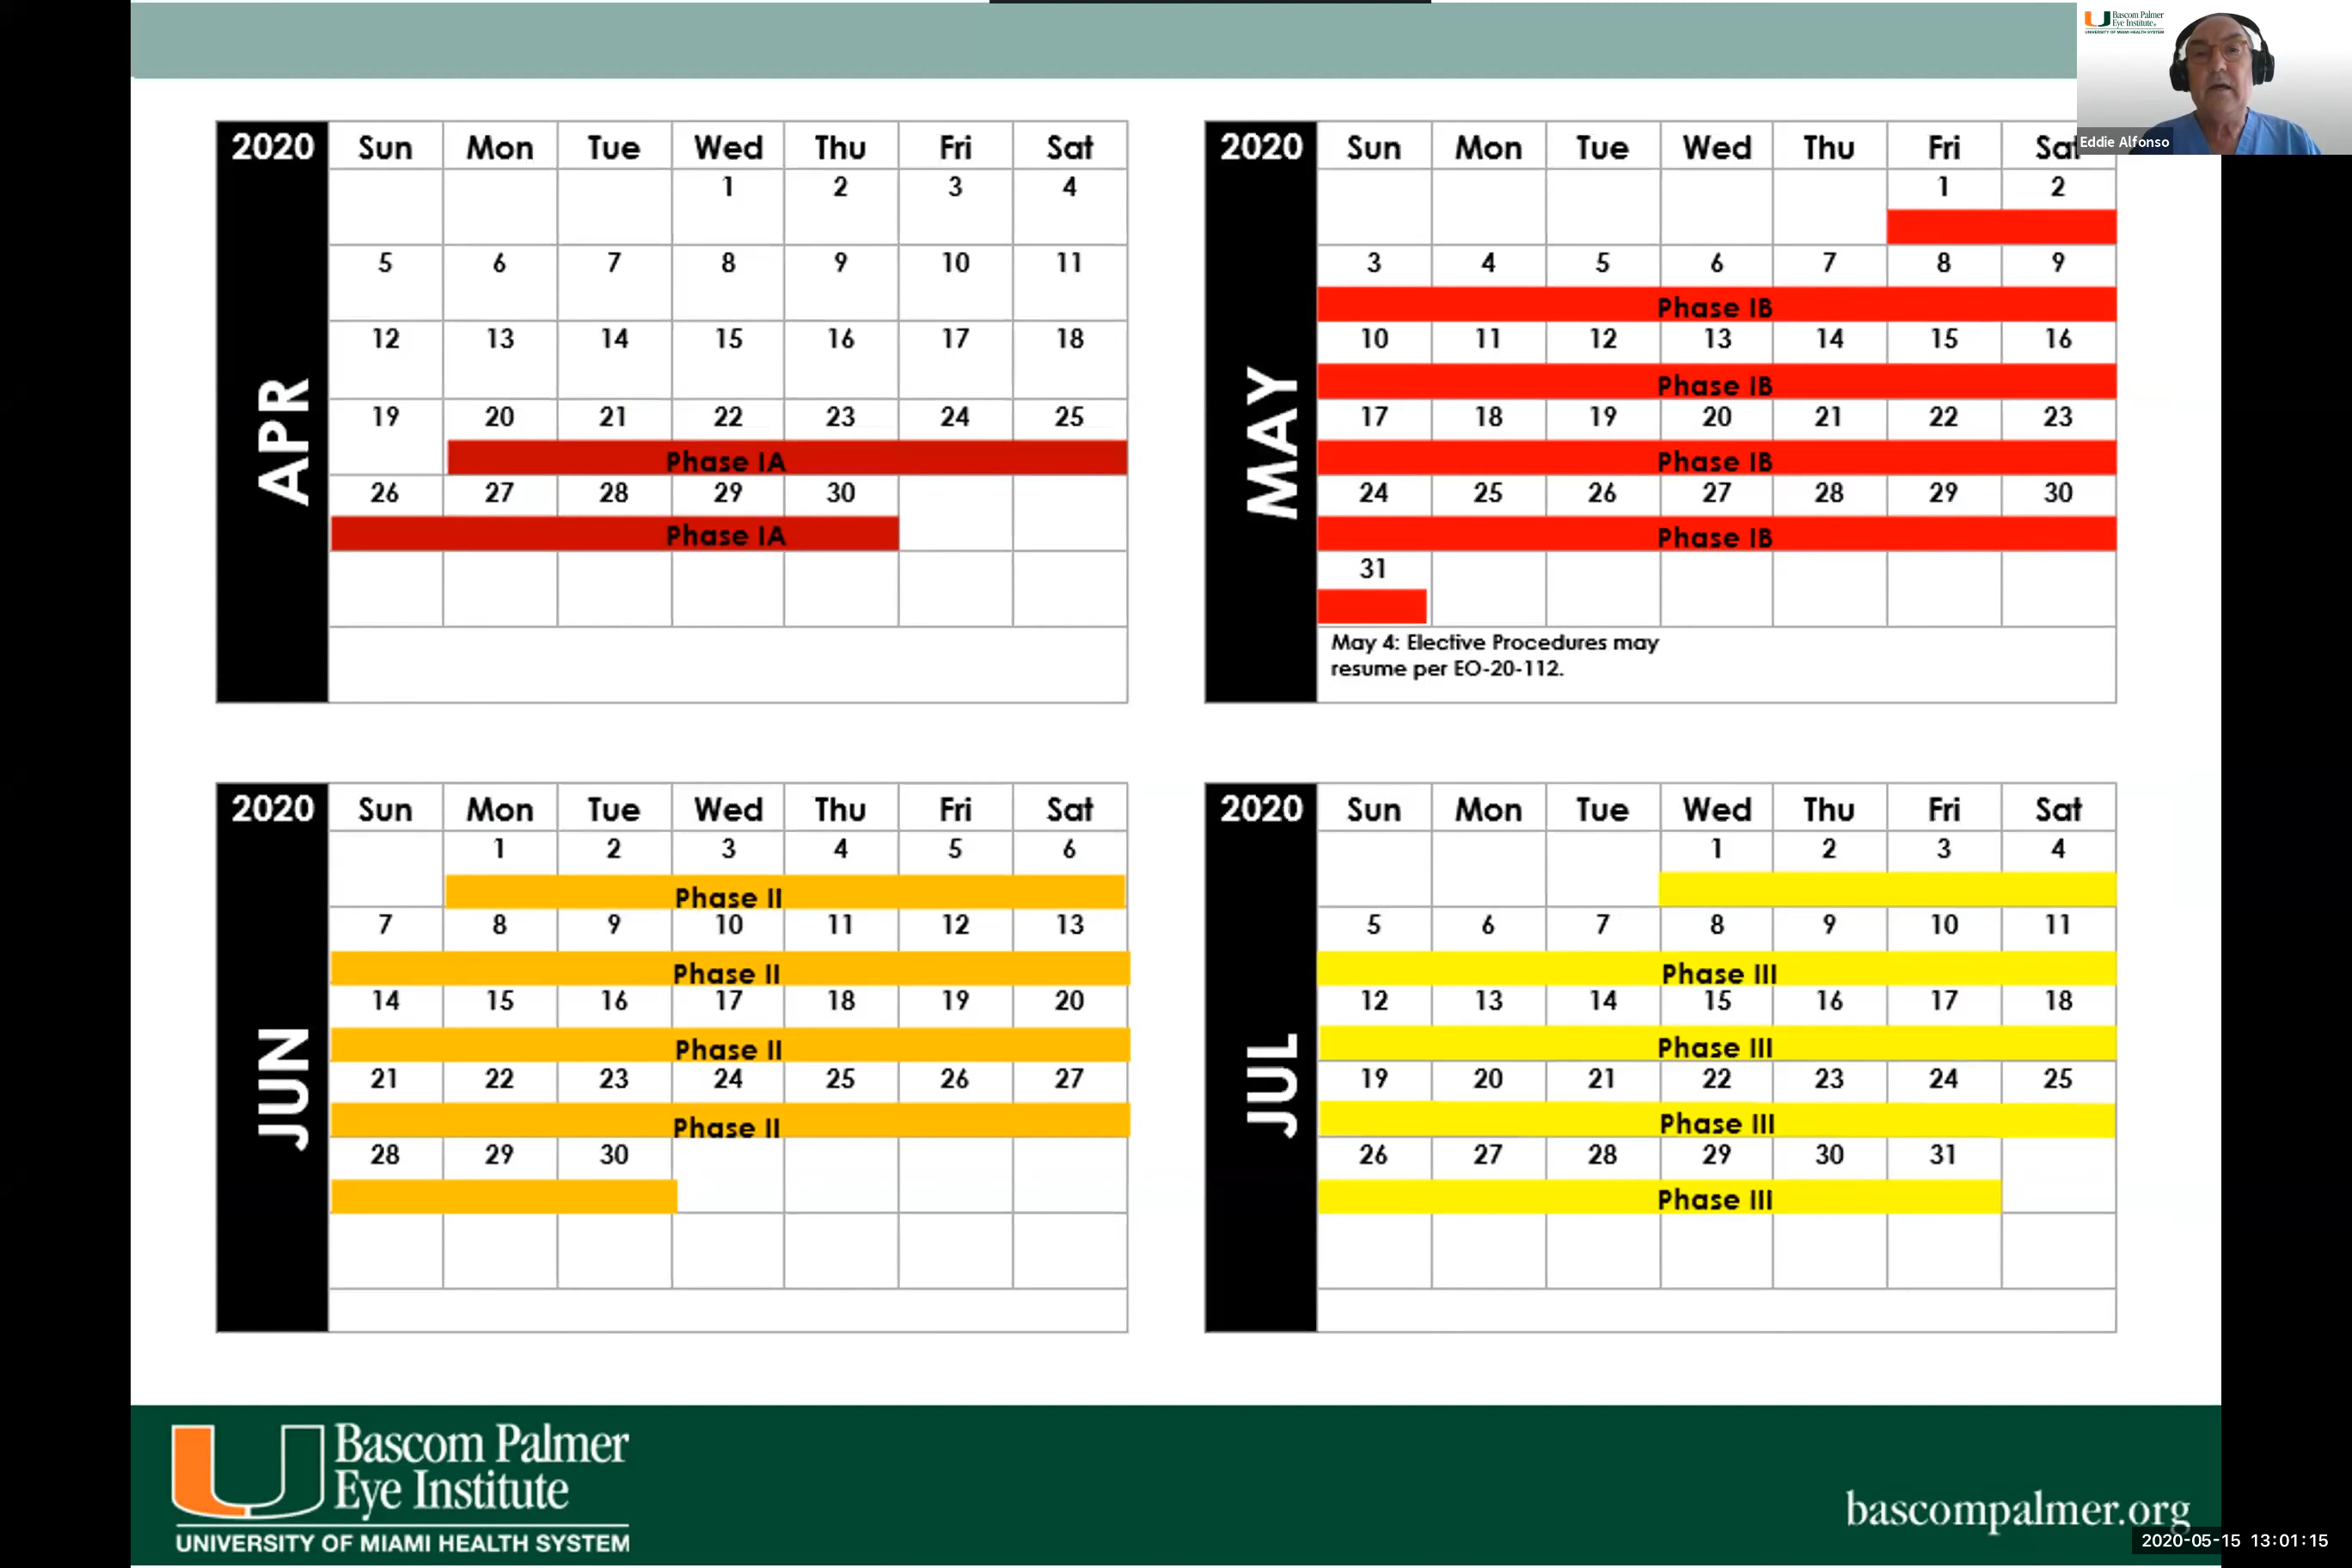 Bascom Palmer
Eye Institute
UNIVERSITY OF MIAMI HEALTH SYSTEM
Eddie Alfonso
2020 Sun Mon Tue Wed Thu Fri Sat
1 2 3 4
5 6 7 8 9 10 11
12 13 14 15 16 17 18
APR
19 20 21 22 23 24 25
Phase IA
26 27 28 29 30
Phase IA
2020 Sun Mon Tue Wed Thu Fri Sat
1 2
3 4 5 6 7 8 9
Phase IB
10 11 12 13 14 15 16
Phase IB
MAY
17 18 19 20 21 22 23
Phase IB
24 25 26 27 28 29 30
Phase IB
31
May 4: Elective Procedures may
resume per EO-20-112.
2020 Sun Mon Tue Wed Thu Fri Sat
1 2 3 4 5 6
Phase II
7 8 9 10 11 12 13
Phase II
14 15 16 17 18 19 20
Phase II
JUN
21 22 23 24 25 26 27
Phase II
28 29 30
2020 Sun Mon Tue Wed Thu Fri Sat
1 2 3 4
5 6 7 8 9 10 11
Phase III
12 13 14 15 16 17 18
Phase III
JUL
19 20 21 22 23 24 25
Phase III
26 27 28 29 30 31
Phase III
Bascom Palmer
Eye Institute
UNIVERSITY OF MIAMI HEALTH SYSTEM
bascompalmer.org
2020-05-15 13:01:15